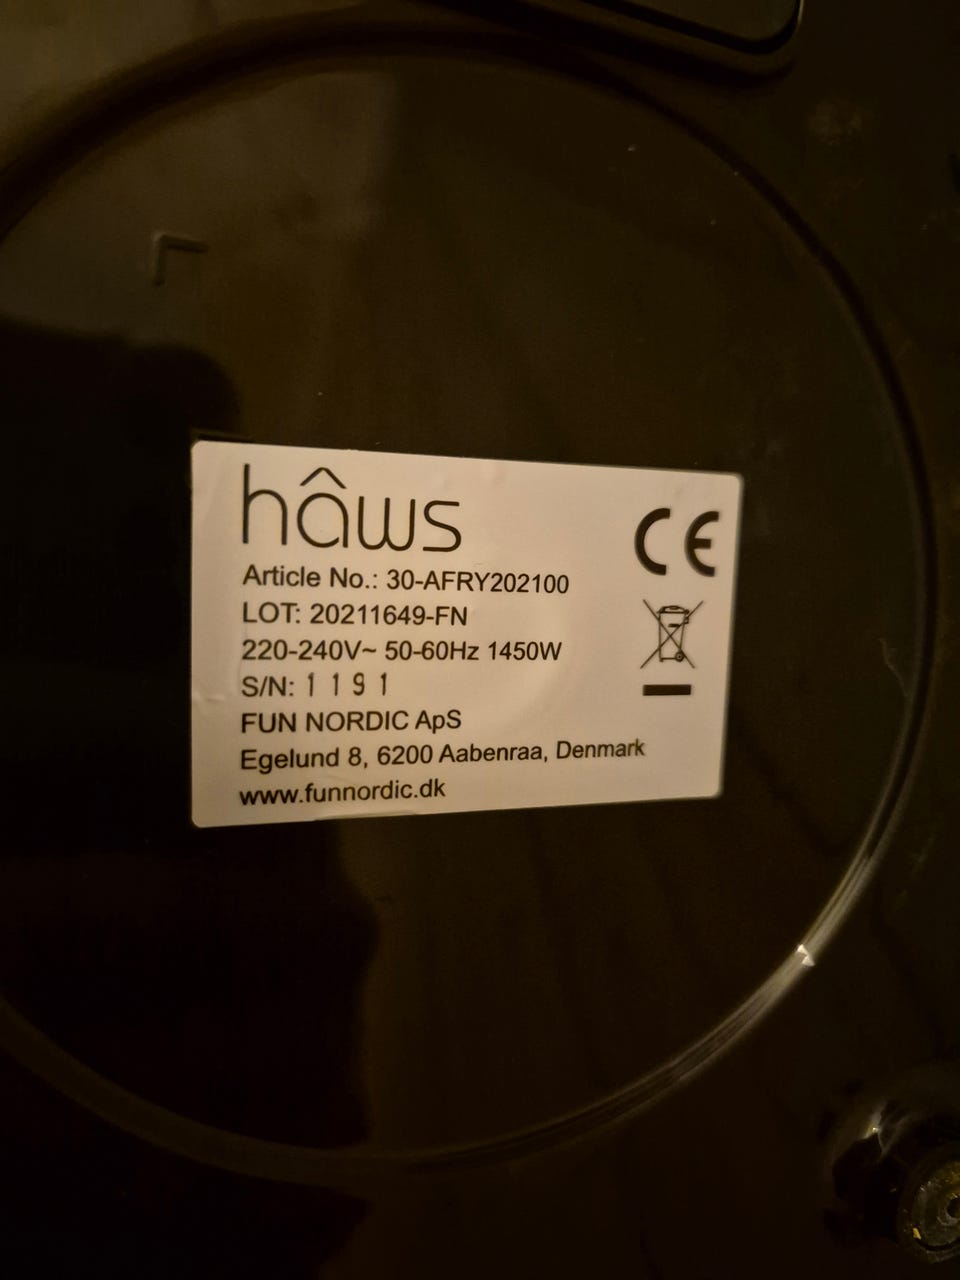 hâws
CE
Article No.: 30-AFRY202100
LOT: 20211649-FN
220-240V~ 50-60Hz 1450W
S/N: 1191
FUN NORDIC ApS
Egelund 8, 6200 Aabenraa, Denmark
www.funnordic.dk